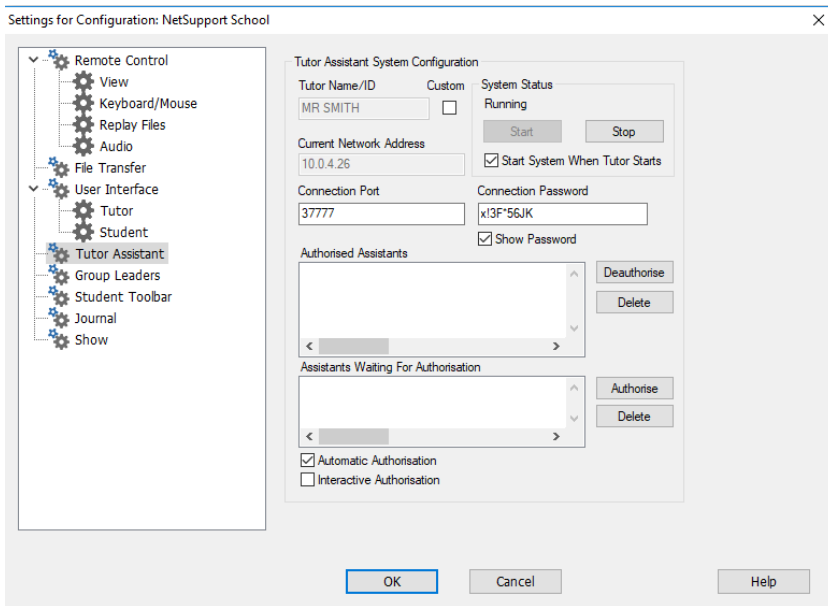 Settings for Configuration: NetSupport School
Remote Control
View
Keyboard/Mouse
Replay Files
Audio
File Transfer
User Interface
Tutor
Student
Tutor Assistant
Group Leaders
Student Toolbar
Journal
Show
Tutor Assistant System Configuration
Tutor Name/ID Custom
MR SMITH
System Status
Running
Start Stop
Start System When Tutor Starts
Current Network Address
10.0.4.26
Connection Port
37777
Connection Password
x!3F*56JK
Show Password
Authorised Assistants
Deauthorise
Delete
Assistants Waiting For Authorisation
Authorise
Delete
Automatic Authorisation
Interactive Authorisation
OK Cancel Help